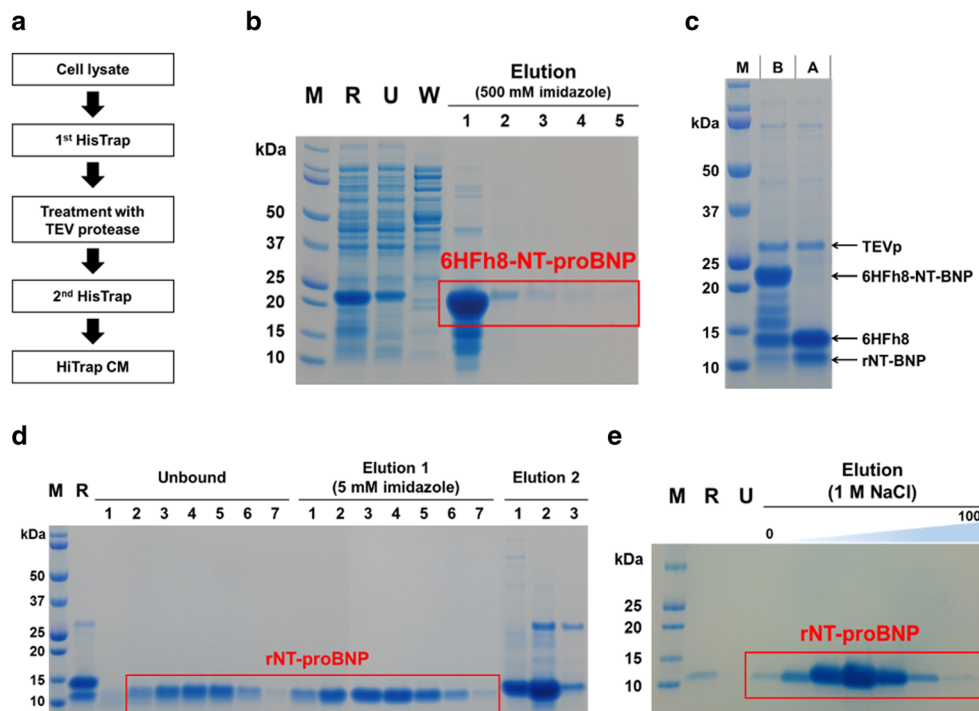 a
Cell lysate
1st HisTrap
Treatment with
TEV protease
2nd HisTrap
HiTrap CM
b
Elution
(500 mM imidazole)
M R U W 1 2 3 4 5
kDa
50
37
25
20
15
10
6HFh8-NT-proBNP
c
M B A
kDa
50
37
25
20
15
10
TEVp
6HFh8-NT-BNP
6HFh8
rNT-BNP
d
Unbound
Elution 1
(5 mM imidazole)
Elution 2
M R 1 2 3 4 5 6 7 1 2 3 4 5 6 7 1 2 3
kDa
50
37
25
20
15
10
rNT-proBNP
e
Elution
(1 M NaCl)
M R U
0 100
kDa
25
20
15
10
rNT-proBNP